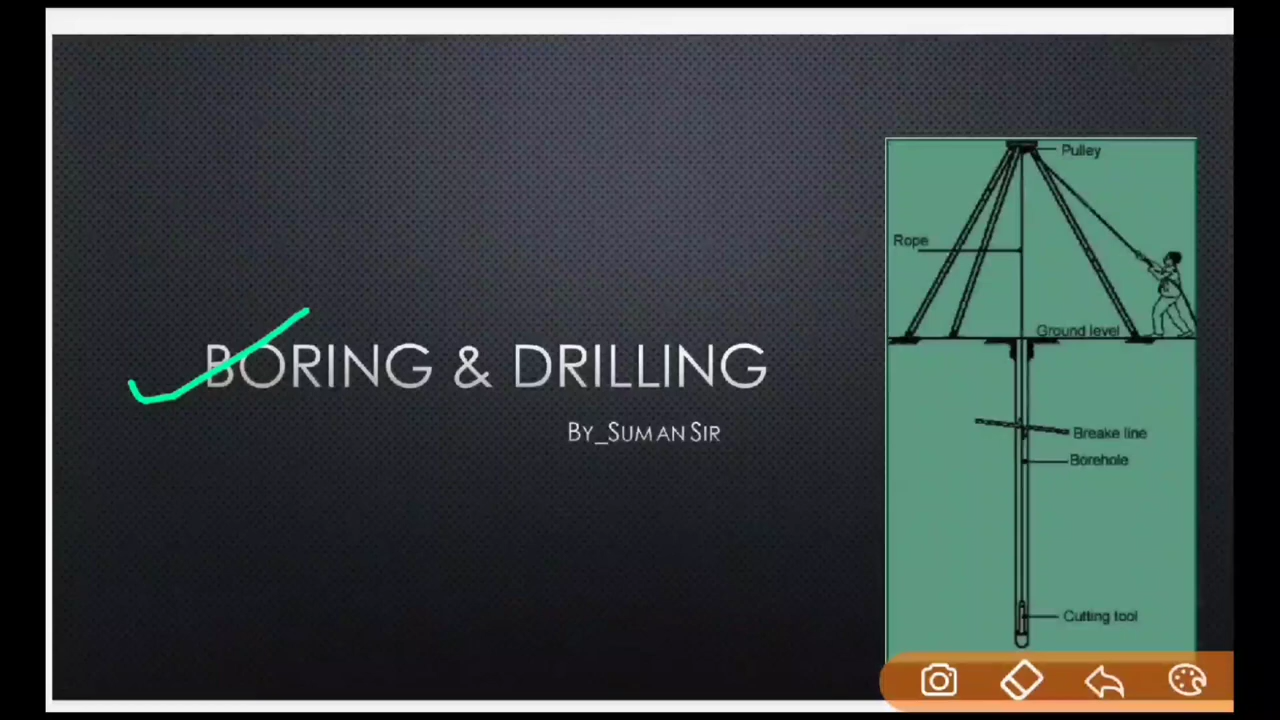 BORING & DRILLING
By_Suman Sir
Pulley
Rope
Ground level
Breake line
Borehole
Cutting tool